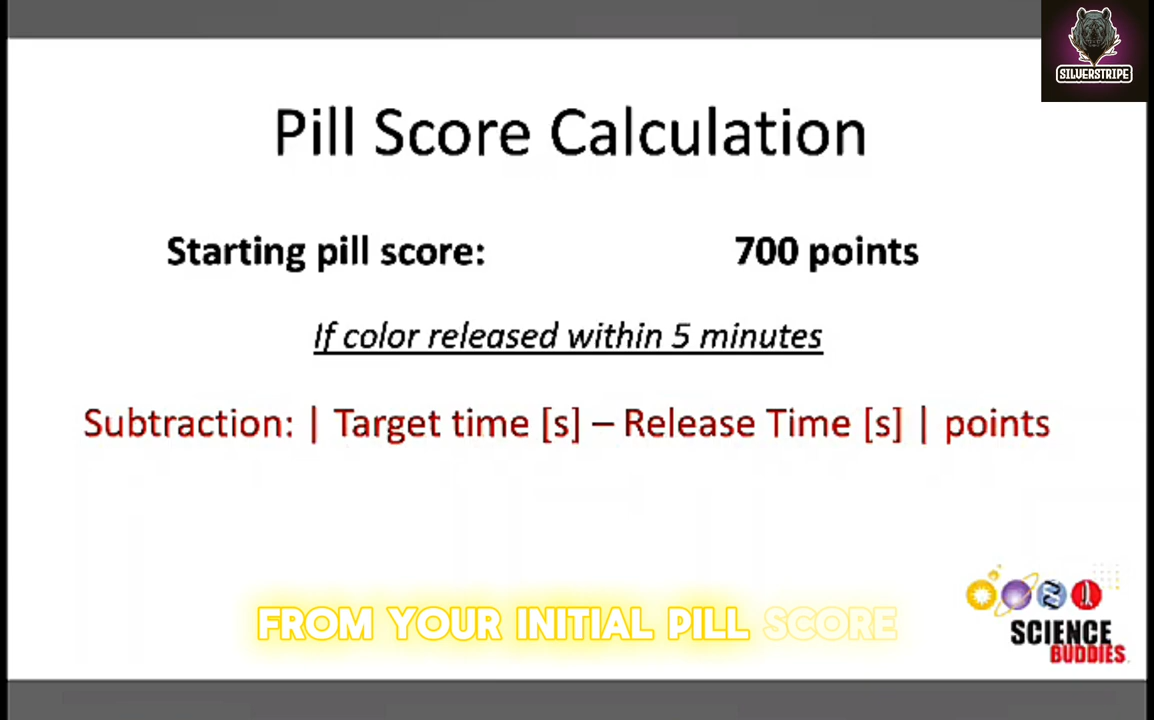 SILVERSTRIPE
Pill Score Calculation
Starting pill score: 700 points
If color released within 5 minutes
Subtraction: | Target time [s] – Release Time [s] | points
FROM YOUR INITIAL PILL SCORE
SCIENCE
BUDDIES